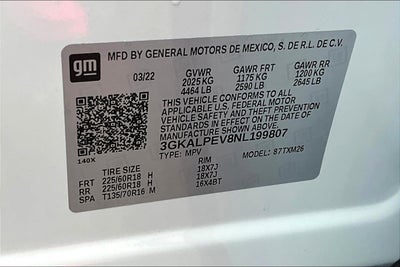 gm
MFD BY GENERAL MOTORS DE MEXICO, S. DE R.L. DE C.V.
03/22 GVWR GAWR FRT GAWR RR
2025 KG 1175 KG 1200 KG
4464 LB 2590 LB 2645 LB
THIS VEHICLE CONFORMS TO ALL
APPLICABLE U.S. FEDERAL MOTOR
VEHICLE SAFETY AND THEFT PREVENTION
STANDARDS IN EFFECT ON THE DATE OF
MANUFACTURE SHOWN ABOVE.
3GKALPEV8NL199807
140X TYPE: MPV MODEL: 87TXM26
TIRE SIZE RIM
FRT 225/60R18 H 18X7J
RR 225/60R18 H 18X7J
SPA T135/70R16 M 16X4BT